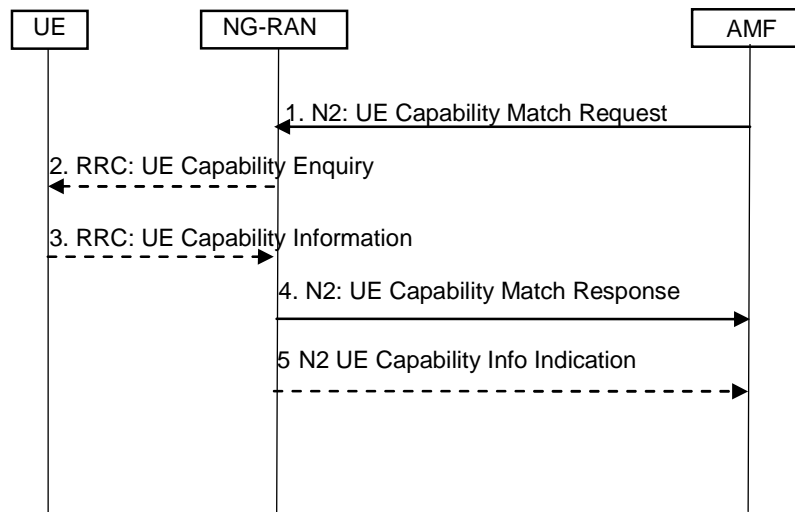 UE
NG-RAN
AMF
1. N2: UE Capability Match Request
2. RRC: UE Capability Enquiry
3. RRC: UE Capability Information
4. N2: UE Capability Match Response
5 N2 UE Capability Info Indication